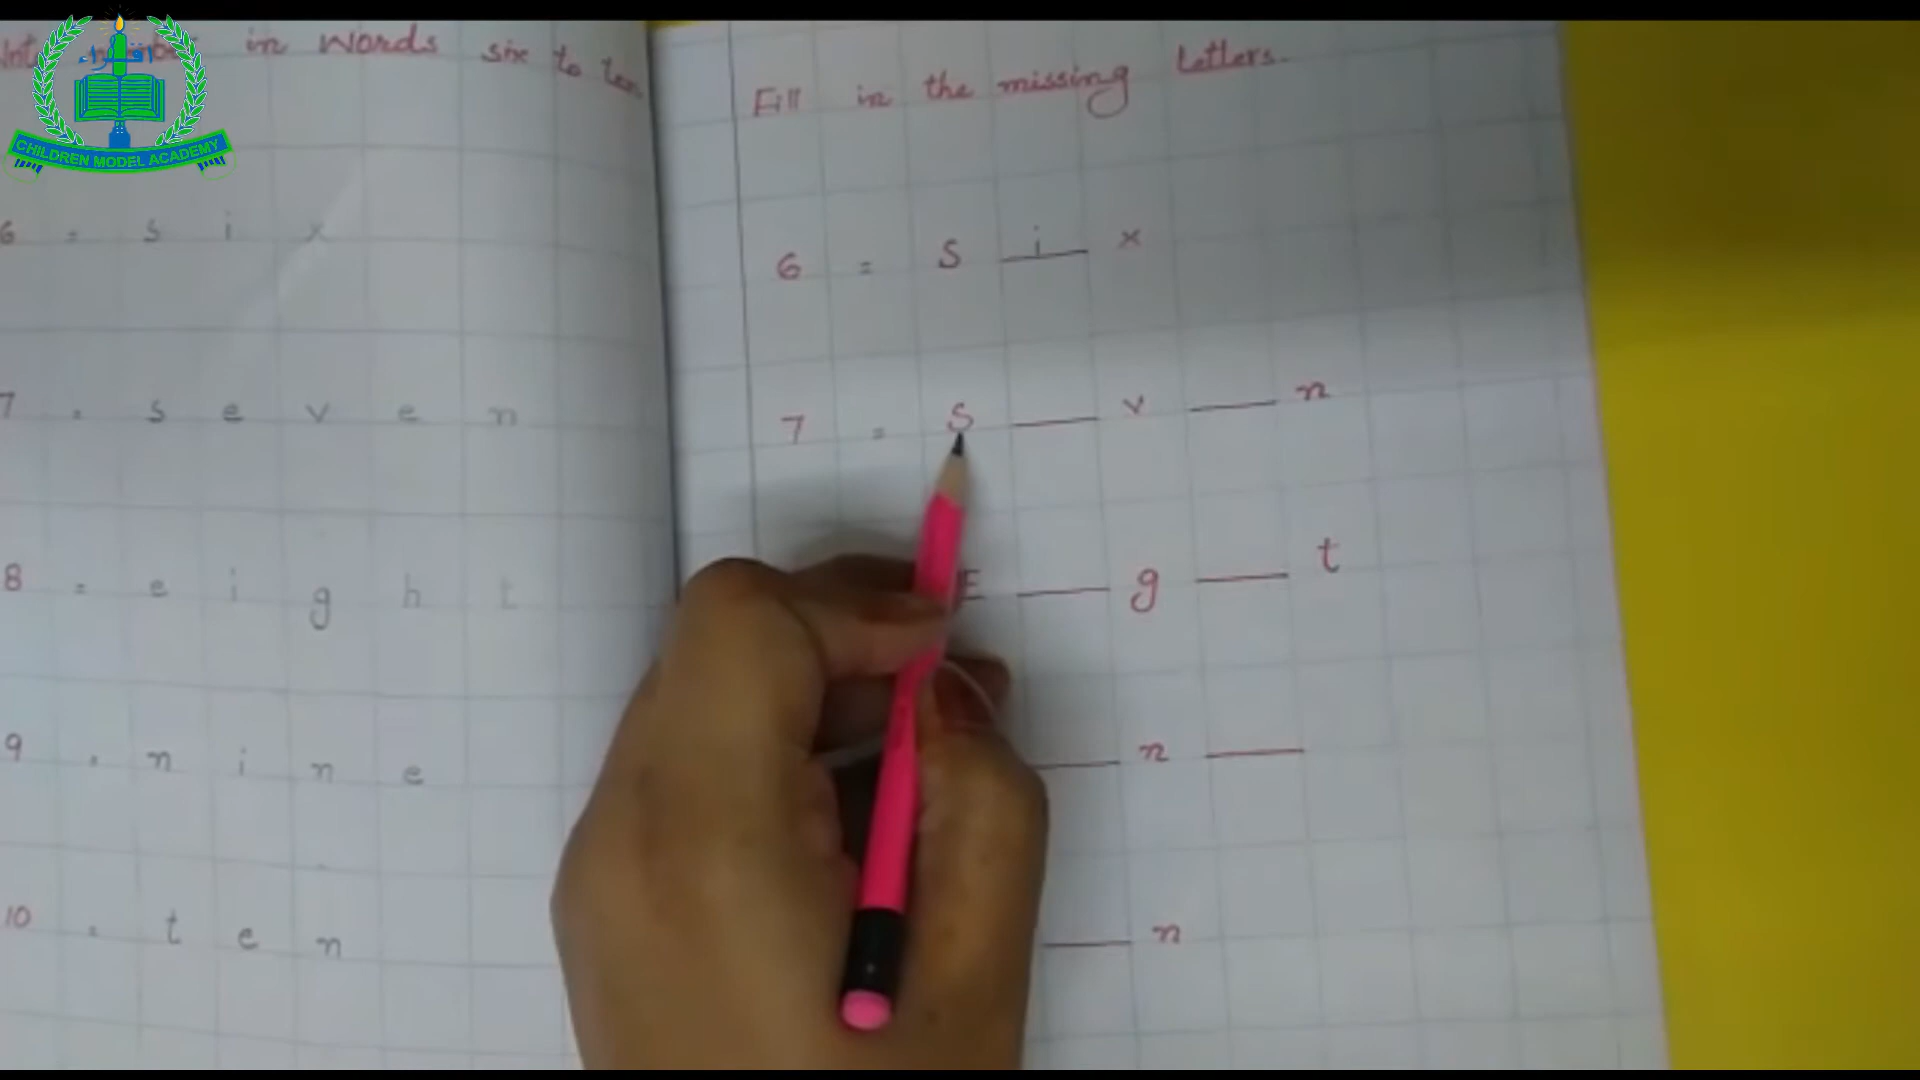 اقراء
CHILDREN MODEL ACADEMY
in words six to ten
6 = s i x
7 = s e v e n
8 = e i g h t
9 = n i n e
10 = t e n
Fill in the missing letters.
6 = S i x
7 = S __ v __ n
E __ g __ t
__ n __
__ n